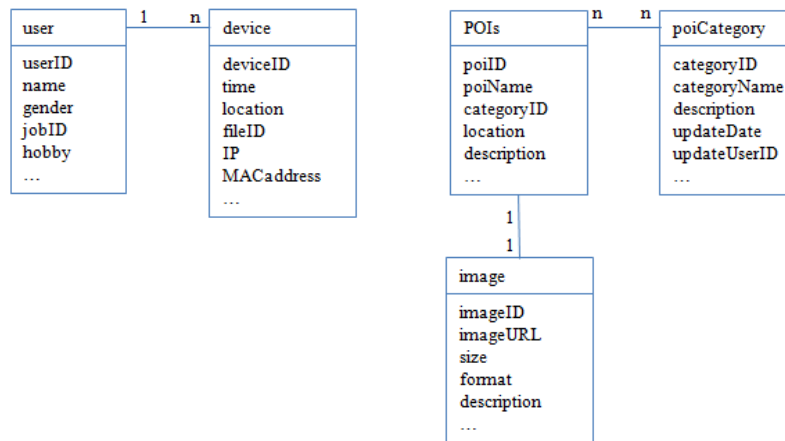 user
userID
name
gender
jobID
hobby
...
1 n
device
deviceID
time
location
fileID
IP
MACaddress
...
POIs
poiID
poiName
categoryID
location
description
...
n n
poiCategory
categoryID
categoryName
description
updateDate
updateUserID
...
1
1
image
imageID
imageURL
size
format
description
...